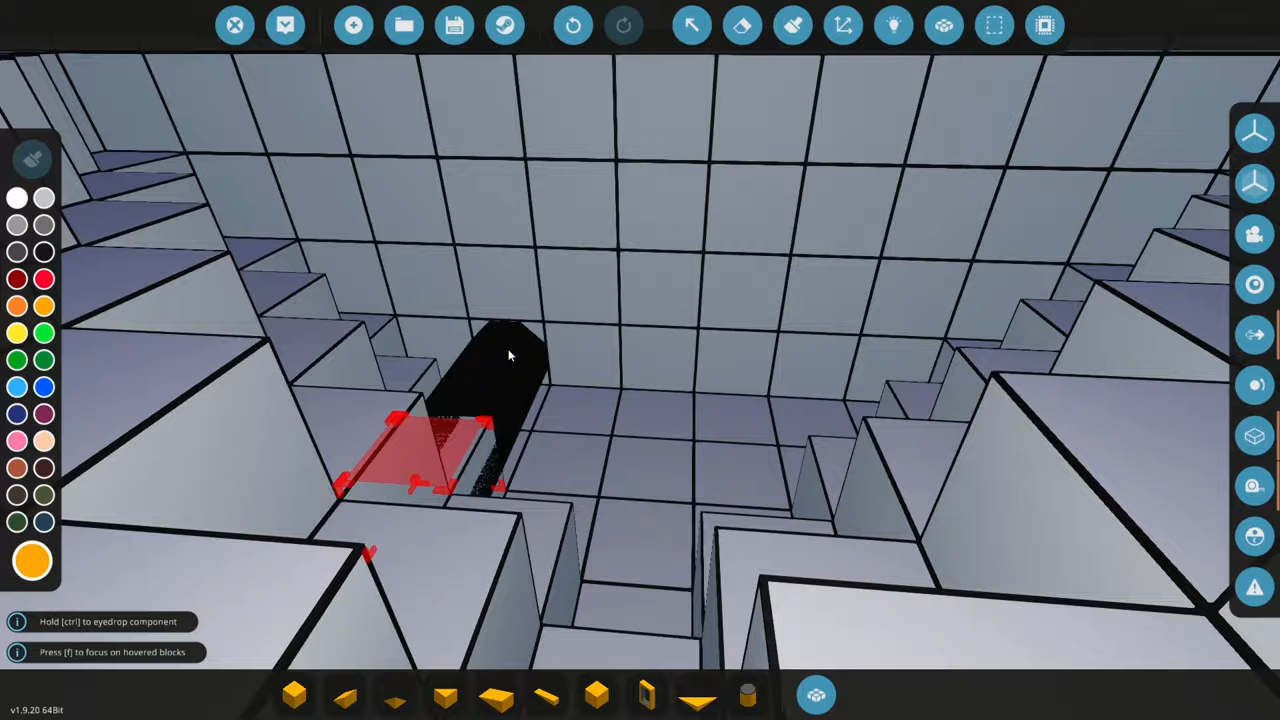 Hold [ctrl] to eyedrop component
Press [f] to focus on hovered blocks
v1.9.20 64Bit